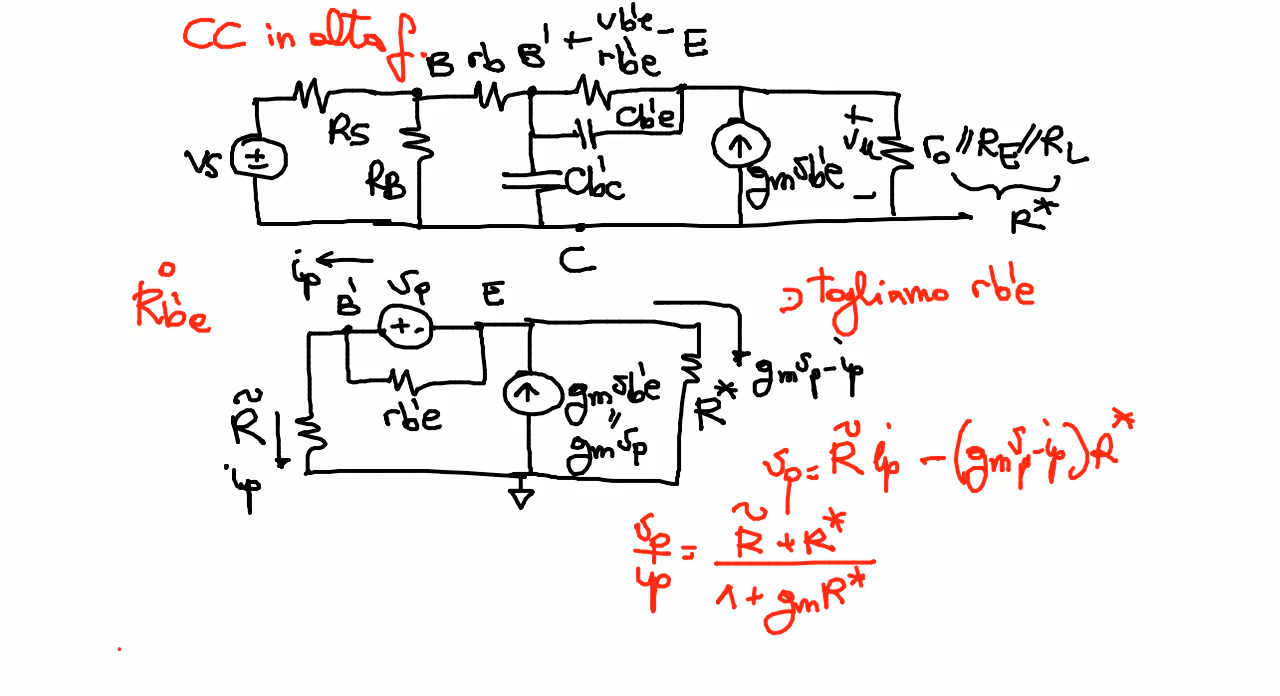 CC in alta f.
B rb B' + vb'e − E
rb'e
Cb'e
RS
RB
vs
Cb'c
gm vb'e
+ vu −
ro // RE // RL
R*
C
R°b'e
ip
B' vp E
+ -
rb'e
R̃
ip
gm vb'e
"
gm vp
R*
gm vp - ip
⊃ Togliamo rb'e
vp = R̃ ip − (gm vp - ip) R*
vp/ip = (R̃ + R*)/(1 + gm R*)